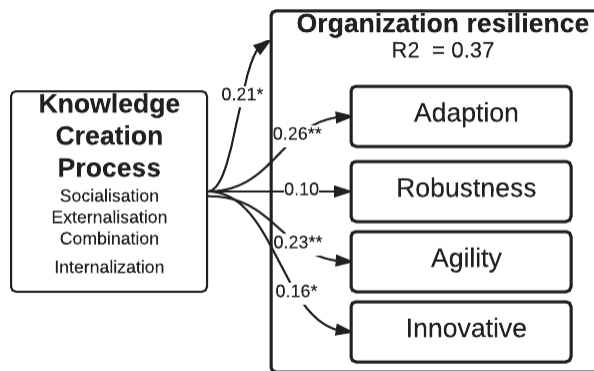 Organization resilience
R2 = 0.37
Knowledge
Creation
Process
Socialisation
Externalisation
Combination
Internalization
0.21*
0.26**
0.10
0.23**
0.16*
Adaption
Robustness
Agility
Innovative